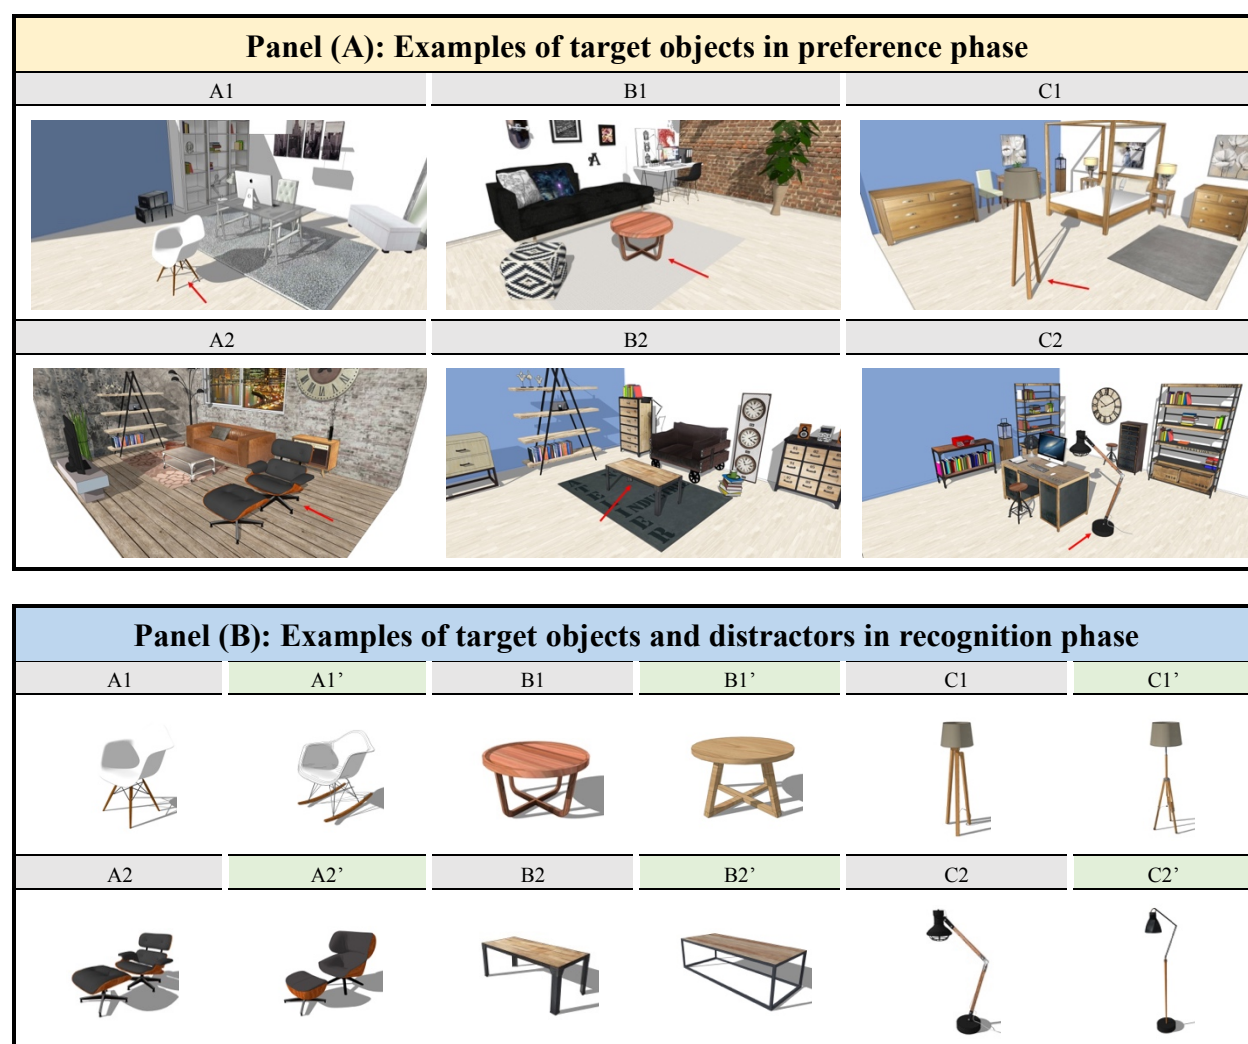 Panel (A): Examples of target objects in preference phase
A1 B1 C1
A2 B2 C2
Panel (B): Examples of target objects and distractors in recognition phase
A1 A1’ B1 B1’ C1 C1’
A2 A2’ B2 B2’ C2 C2’